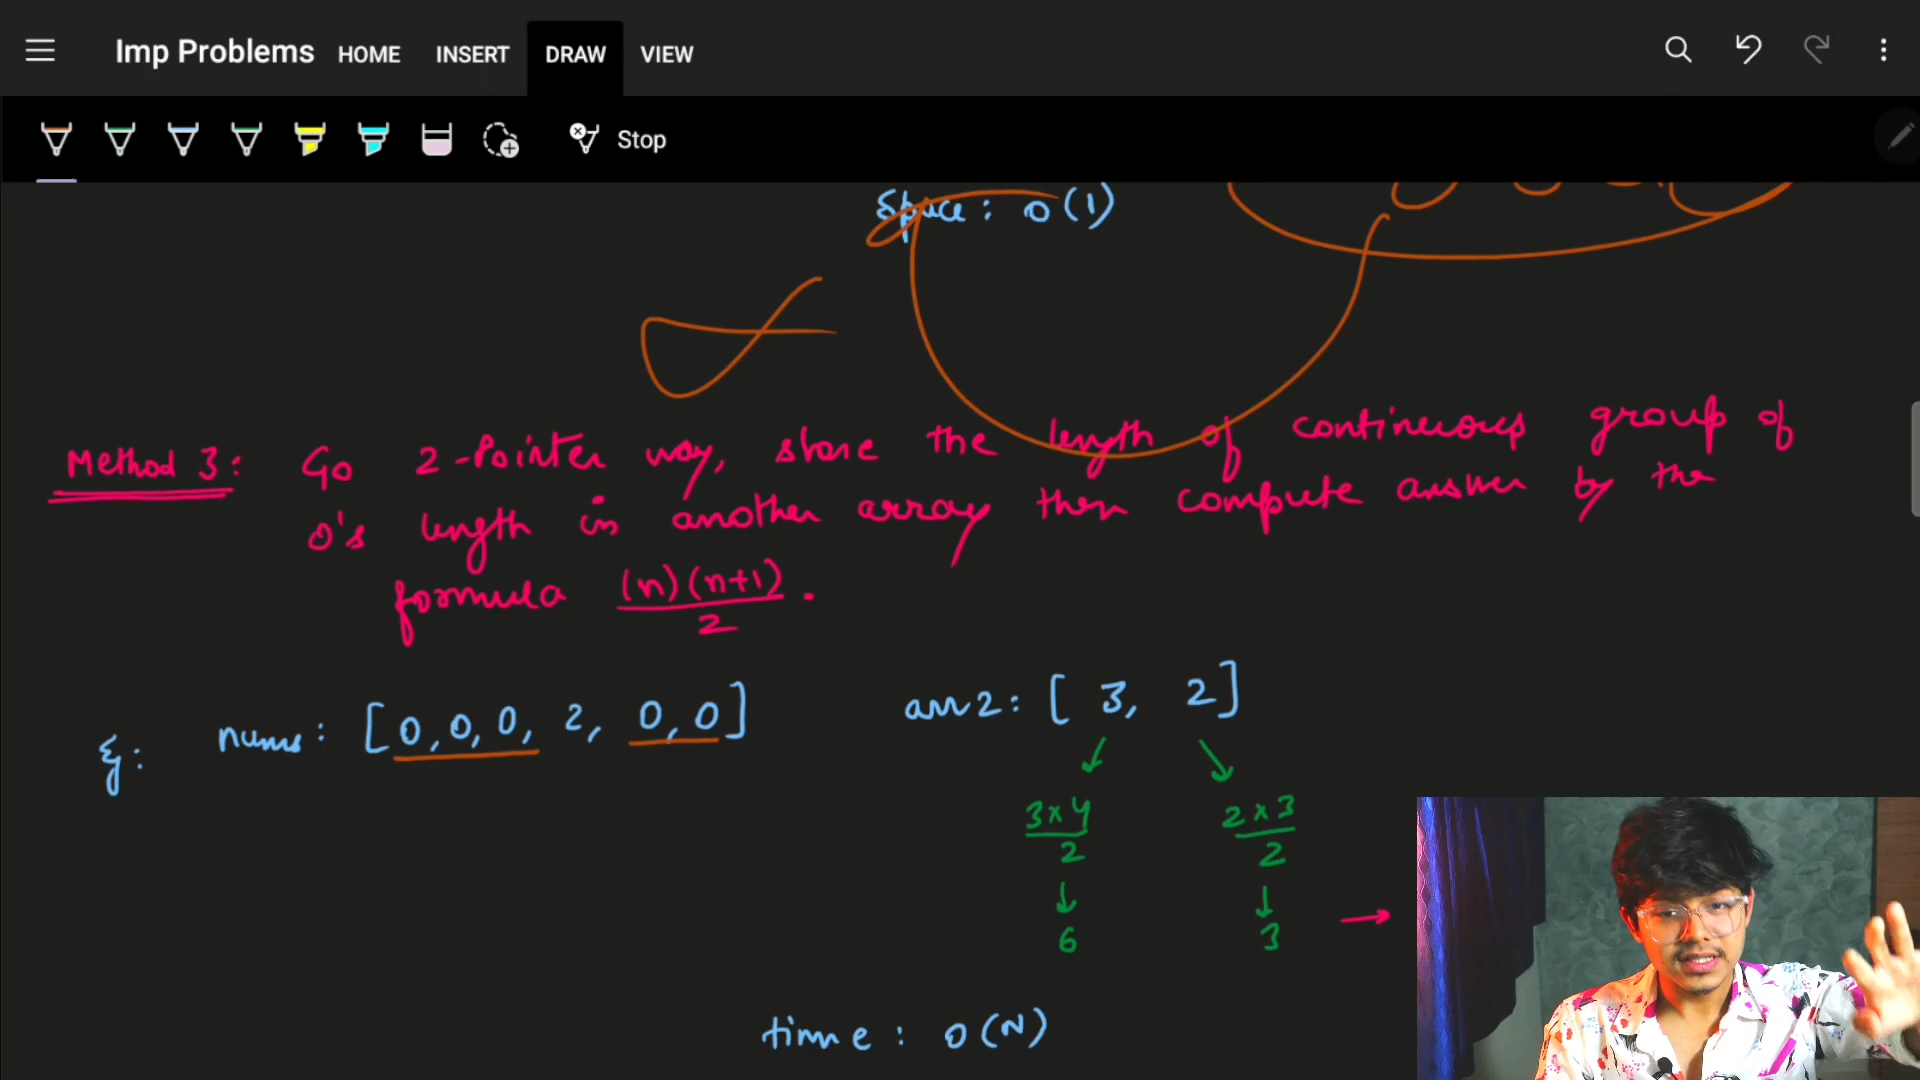 Imp Problems HOME INSERT DRAW VIEW
Stop
Space: O(1)
Method 3: Go 2-Pointer way, store the length of continuous group of
0's length in another array then compute answer by the
formula (n)(n+1)/2.
Eg: nums: [0,0,0, 2, 0,0] arr2: [3, 2]
3x4/2 2x3/2
6 3
time: O(N)